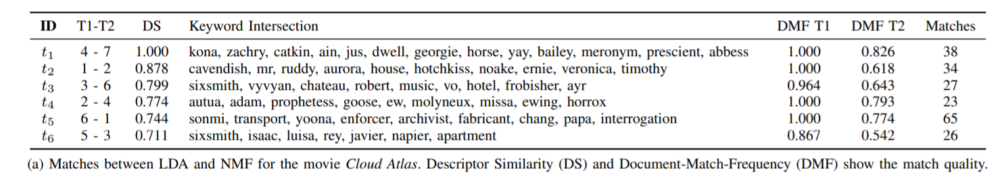 ID T1-T2 DS Keyword Intersection DMF T1 DMF T2 Matches
t1 4 - 7 1.000 kona, zachry, catkin, ain, jus, dwell, georgie, horse, yay, bailey, meronym, prescient, abbess 1.000 0.826 38
t2 1 - 2 0.878 cavendish, mr, ruddy, aurora, house, hotchkiss, noake, ernie, veronica, timothy 1.000 0.618 34
t3 3 - 6 0.799 sixsmith, vyvyan, chateau, robert, music, vo, hotel, frobisher, ayr 0.964 0.643 27
t4 2 - 4 0.774 autua, adam, prophetess, goose, ew, molyneux, missa, ewing, horrox 1.000 0.793 23
t5 6 - 1 0.744 sonmi, transport, yoona, enforcer, archivist, fabricant, chang, papa, interrogation 1.000 0.774 65
t6 5 - 3 0.711 sixsmith, isaac, luisa, rey, javier, napier, apartment 0.867 0.542 26
(a) Matches between LDA and NMF for the movie Cloud Atlas. Descriptor Similarity (DS) and Document-Match-Frequency (DMF) show the match quality.